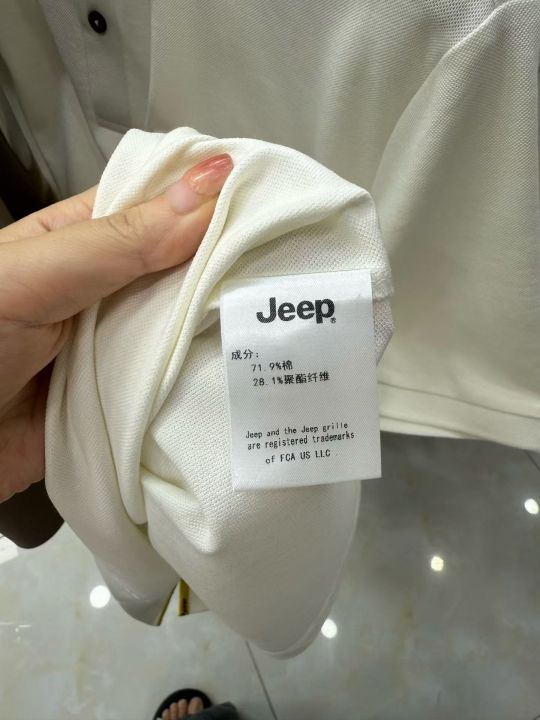 Jeep®
成分:
71.9%棉
28.1%聚酯纤维
Jeep and the Jeep grille
are registered trademarks
of FCA US LLC .